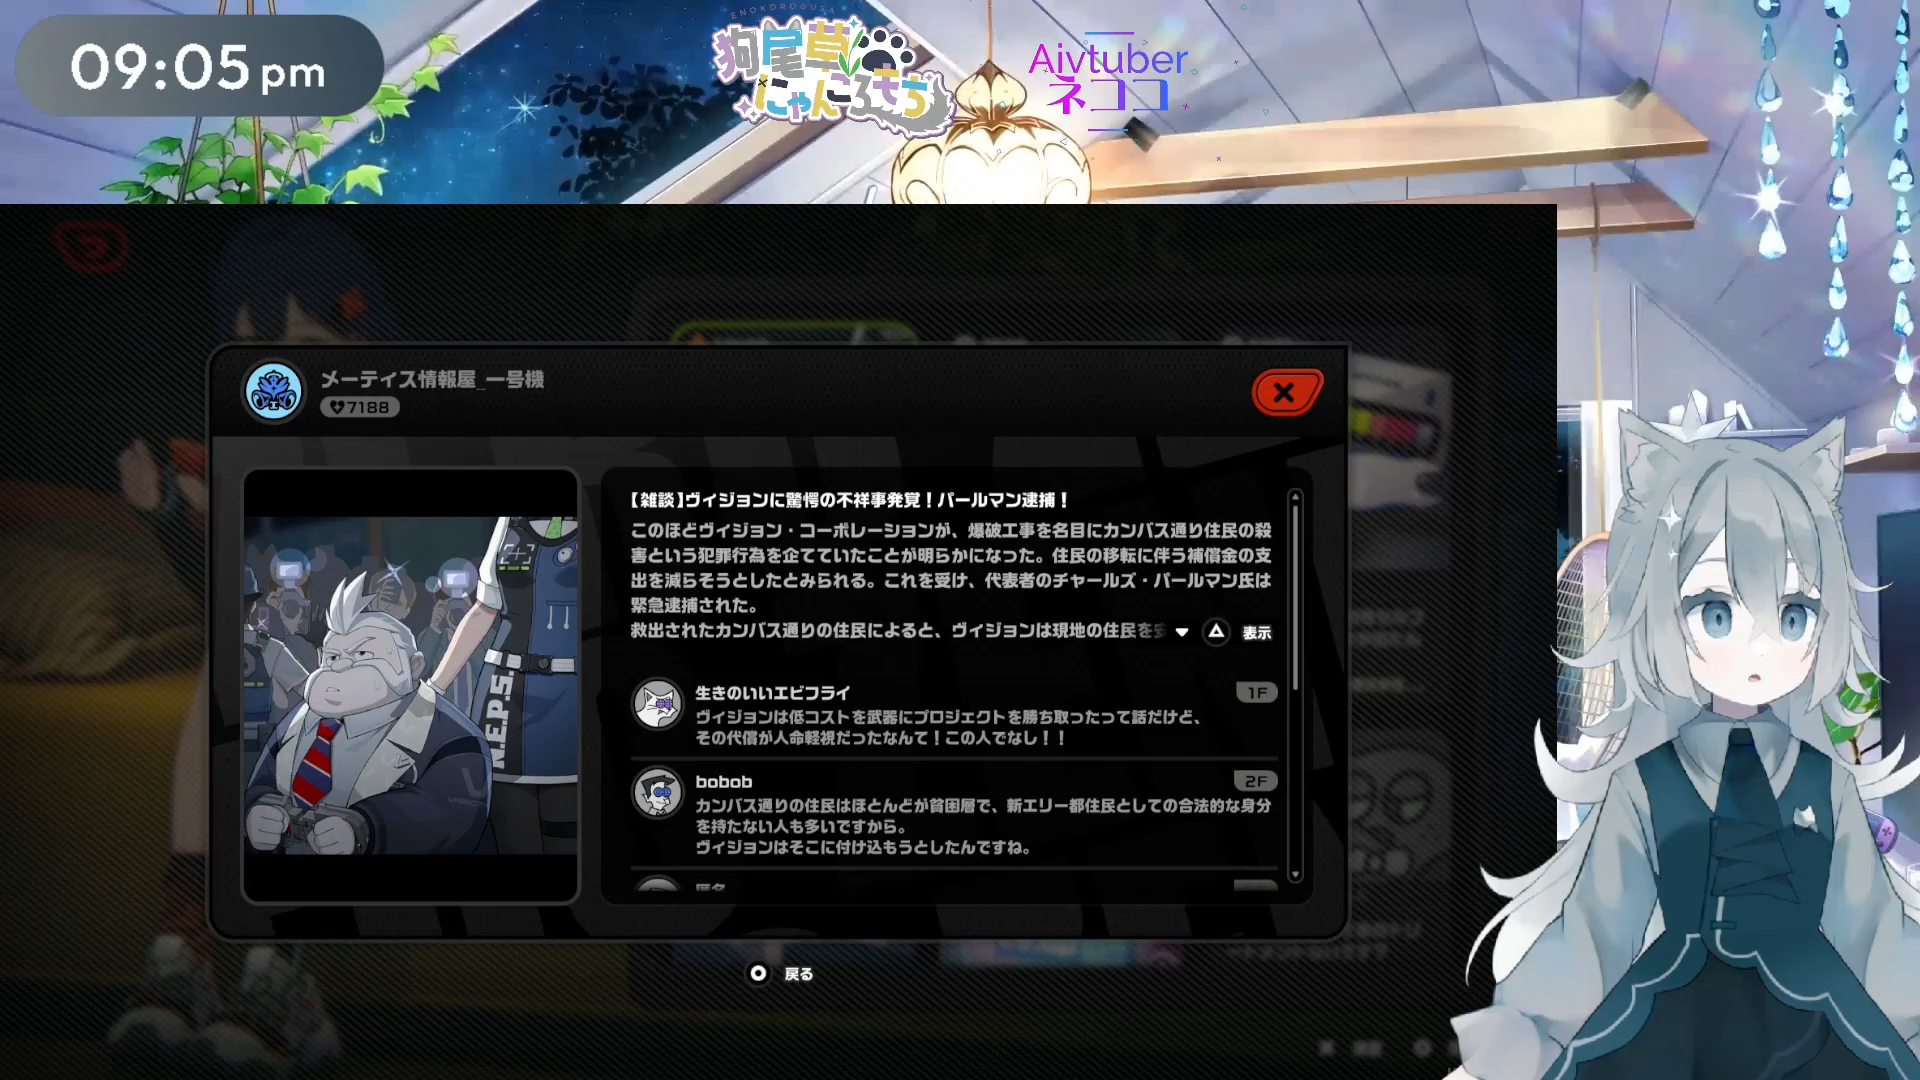 09:05 pm
ENOKOROGUSA
狗尾草
にゃんころもち
Aivtuber
ネココ
メーティス情報屋_一号機
7188
【雑談】ヴィジョンに驚愕の不祥事発覚！パールマン逮捕！
このほどヴィジョン・コーポレーションが、爆破工事を名目にカンバス通り住民の殺
害という犯罪行為を企てていたことが明らかになった。住民の移転に伴う補償金の支
出を減らそうとしたとみられる。これを受け、代表者のチャールズ・パールマン氏は
緊急逮捕された。
救出されたカンバス通りの住民によると、ヴィジョンは現地の住民を安
表示
生きのいいエビフライ
1F
ヴィジョンは低コストを武器にプロジェクトを勝ち取ったって話だけど、
その代償が人命軽視だったなんて！この人でなし！！
bobob
2F
カンバス通りの住民はほとんどが貧困層で、新エリー都住民としての合法的な身分
を持たない人も多いですから。
ヴィジョンはそこに付け込もうとしたんですね。
匿名
N.E.P.S.
戻る